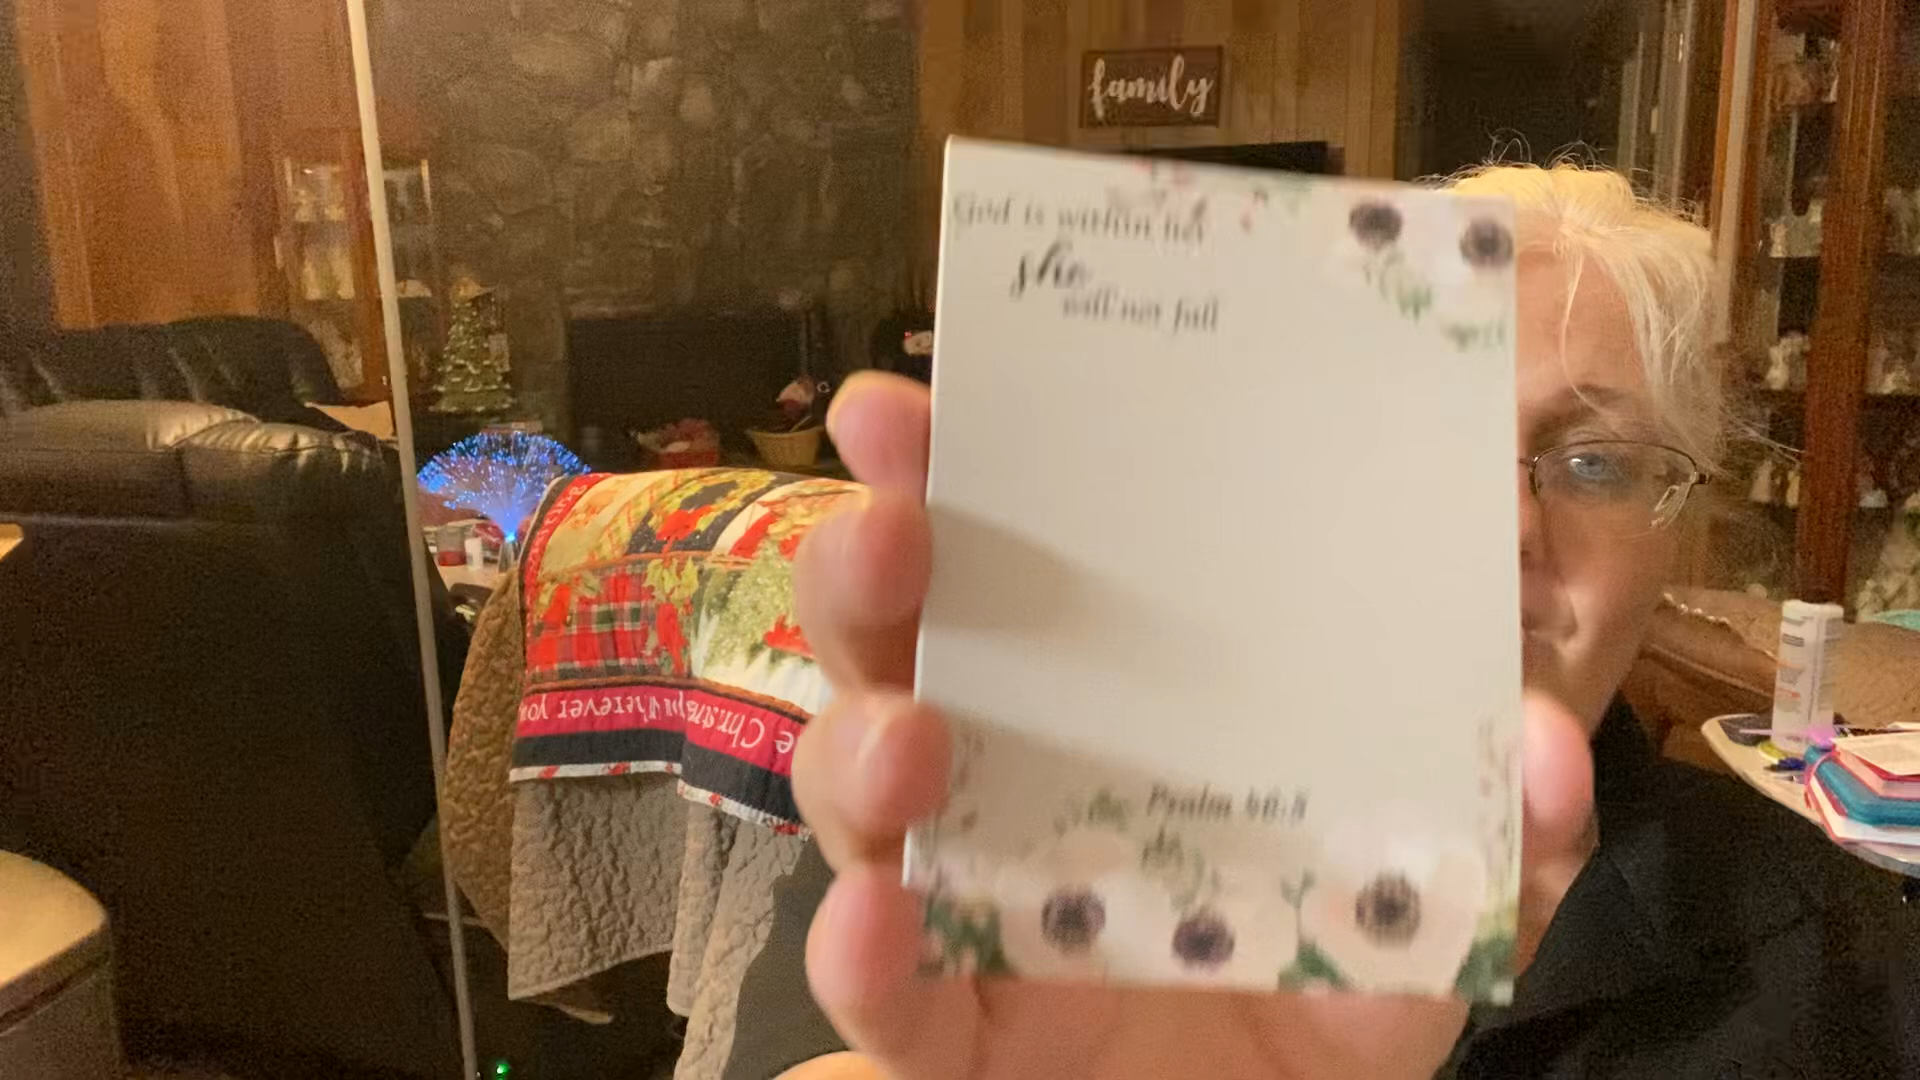 family
God is within her
she
will not fall
Psalm 46:5
e Christmas Wherever you